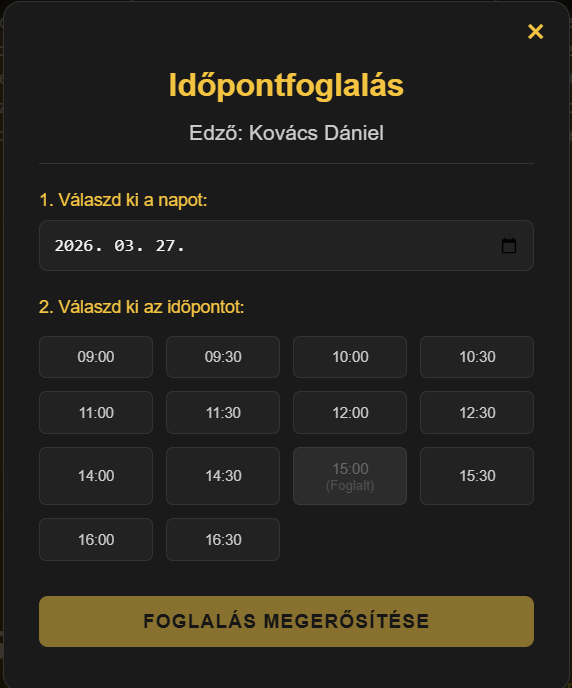 ×
Időpontfoglalás
Edző: Kovács Dániel
1. Válaszd ki a napot:
2026. 03. 27.
2. Válaszd ki az időpontot:
09:00 09:30 10:00 10:30
11:00 11:30 12:00 12:30
14:00 14:30 15:00 15:30
(Foglalt)
16:00 16:30
FOGLALÁS MEGERŐSÍTÉSE